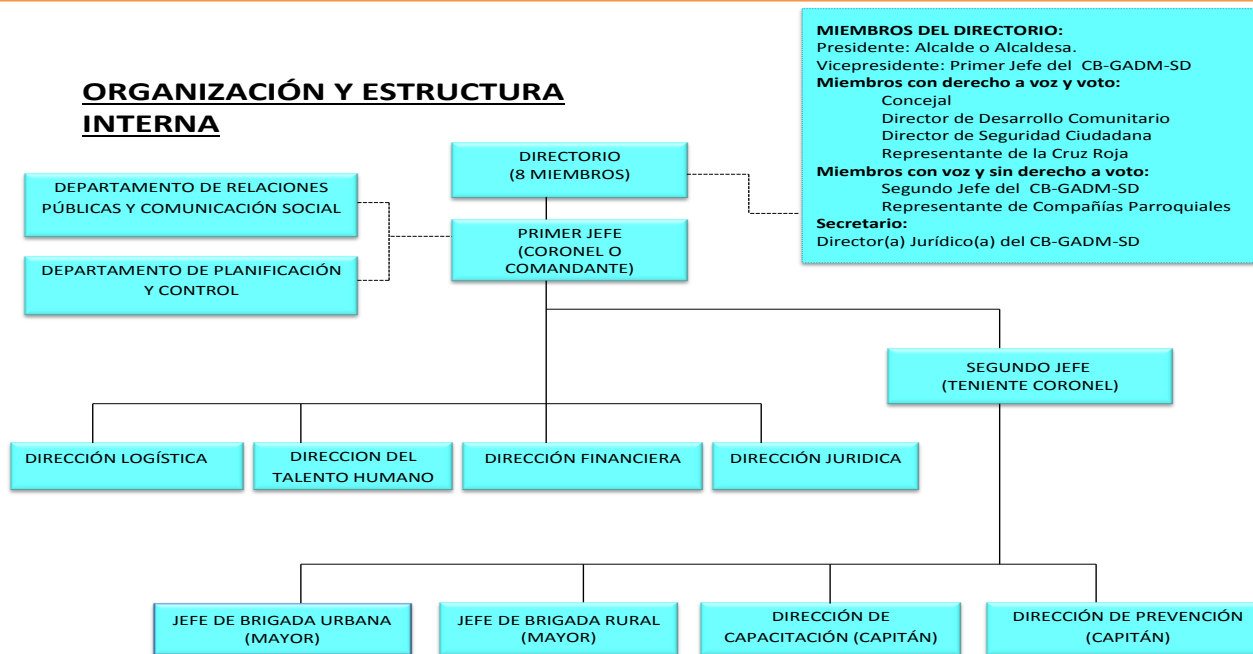 ORGANIZACIÓN Y ESTRUCTURA
INTERNA
MIEMBROS DEL DIRECTORIO:
Presidente: Alcalde o Alcaldesa.
Vicepresidente: Primer Jefe del CB-GADM-SD
Miembros con derecho a voz y voto:
Concejal
Director de Desarrollo Comunitario
Director de Seguridad Ciudadana
Representante de la Cruz Roja
Miembros con voz y sin derecho a voto:
Segundo Jefe del CB-GADM-SD
Representante de Compañías Parroquiales
Secretario:
Director(a) Jurídico(a) del CB-GADM-SD
DIRECTORIO
(8 MIEMBROS)
DEPARTAMENTO DE RELACIONES
PÚBLICAS Y COMUNICACIÓN SOCIAL
PRIMER JEFE
(CORONEL O
COMANDANTE)
DEPARTAMENTO DE PLANIFICACIÓN
Y CONTROL
SEGUNDO JEFE
(TENIENTE CORONEL)
DIRECCIÓN LOGÍSTICA
DIRECCION DEL
TALENTO HUMANO
DIRECCIÓN FINANCIERA
DIRECCIÓN JURIDICA
JEFE DE BRIGADA URBANA
(MAYOR)
JEFE DE BRIGADA RURAL
(MAYOR)
DIRECCIÓN DE
CAPACITACIÓN (CAPITÁN)
DIRECCIÓN DE PREVENCIÓN
(CAPITÁN)